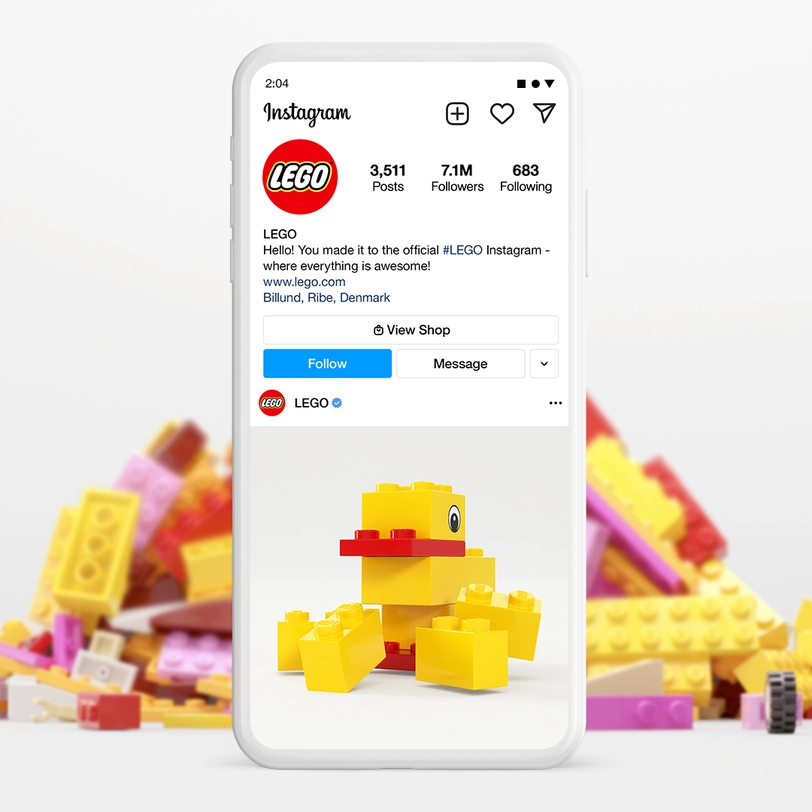 2:04
Instagram
LEGO
3,511 7.1M 683
Posts Followers Following
LEGO
Hello! You made it to the official #LEGO Instagram -
where everything is awesome!
www.lego.com
Billund, Ribe, Denmark
View Shop
Follow Message
LEGO LEGO